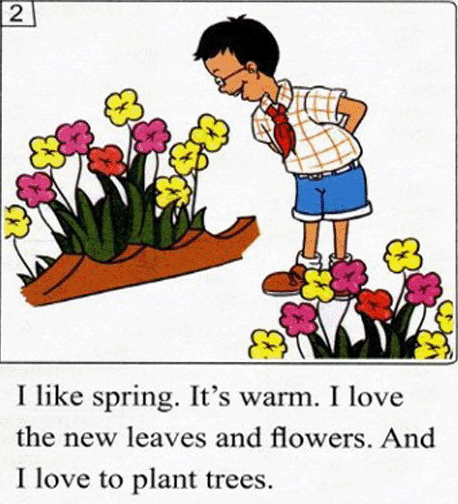 2
I like spring. It's warm. I love
the new leaves and flowers. And
I love to plant trees.